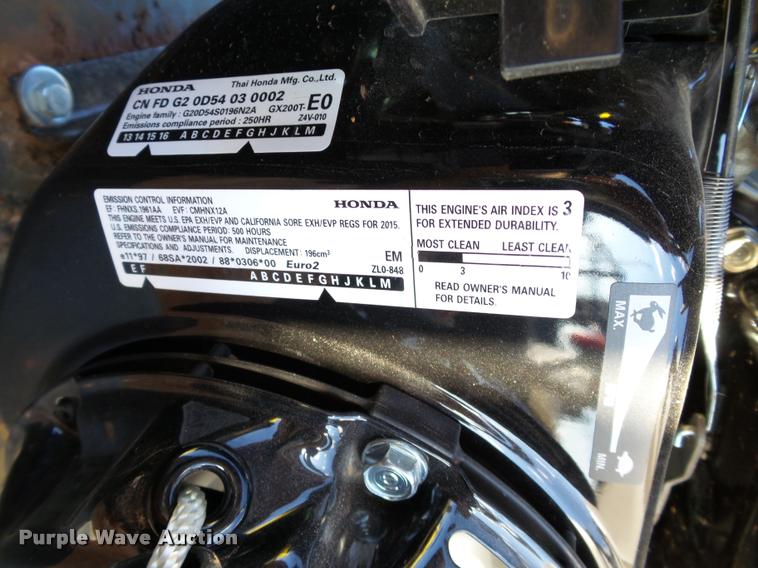 HONDA Thai Honda Mfg. Co.,Ltd.
CN FD G2 0D54 03 0002 GX200T-E0
Engine family : G20D54S0196N2A Z4V-010
Emissions compliance period : 250HR
13 14 15 16 A B C D E F G H J K L M
EMISSION CONTROL INFORMATION HONDA
EF: FHNXS.1961AA EVF: CMHNX12A
THIS ENGINE MEETS U.S. EPA EXH/EVP AND CALIFORNIA SORE EXH/EVP REGS FOR 2015.
U.S. EMISSIONS COMPLIANCE PERIOD: 500 HOURS
REFER TO THE OWNER'S MANUAL FOR MAINTENANCE
SPECIFICATIONS AND ADJUSTMENTS. DISPLACEMENT: 196cm³ EM
e11*97 / 68SA*2002 / 88*0306*00 Euro2 ZL0-848
E F A B C D E F G H J K L M
THIS ENGINE'S AIR INDEX IS 3
FOR EXTENDED DURABILITY.
MOST CLEAN LEAST CLEAN
0 3 10
READ OWNER'S MANUAL
FOR DETAILS.
MAX.
MIN.
Purple Wave Auction